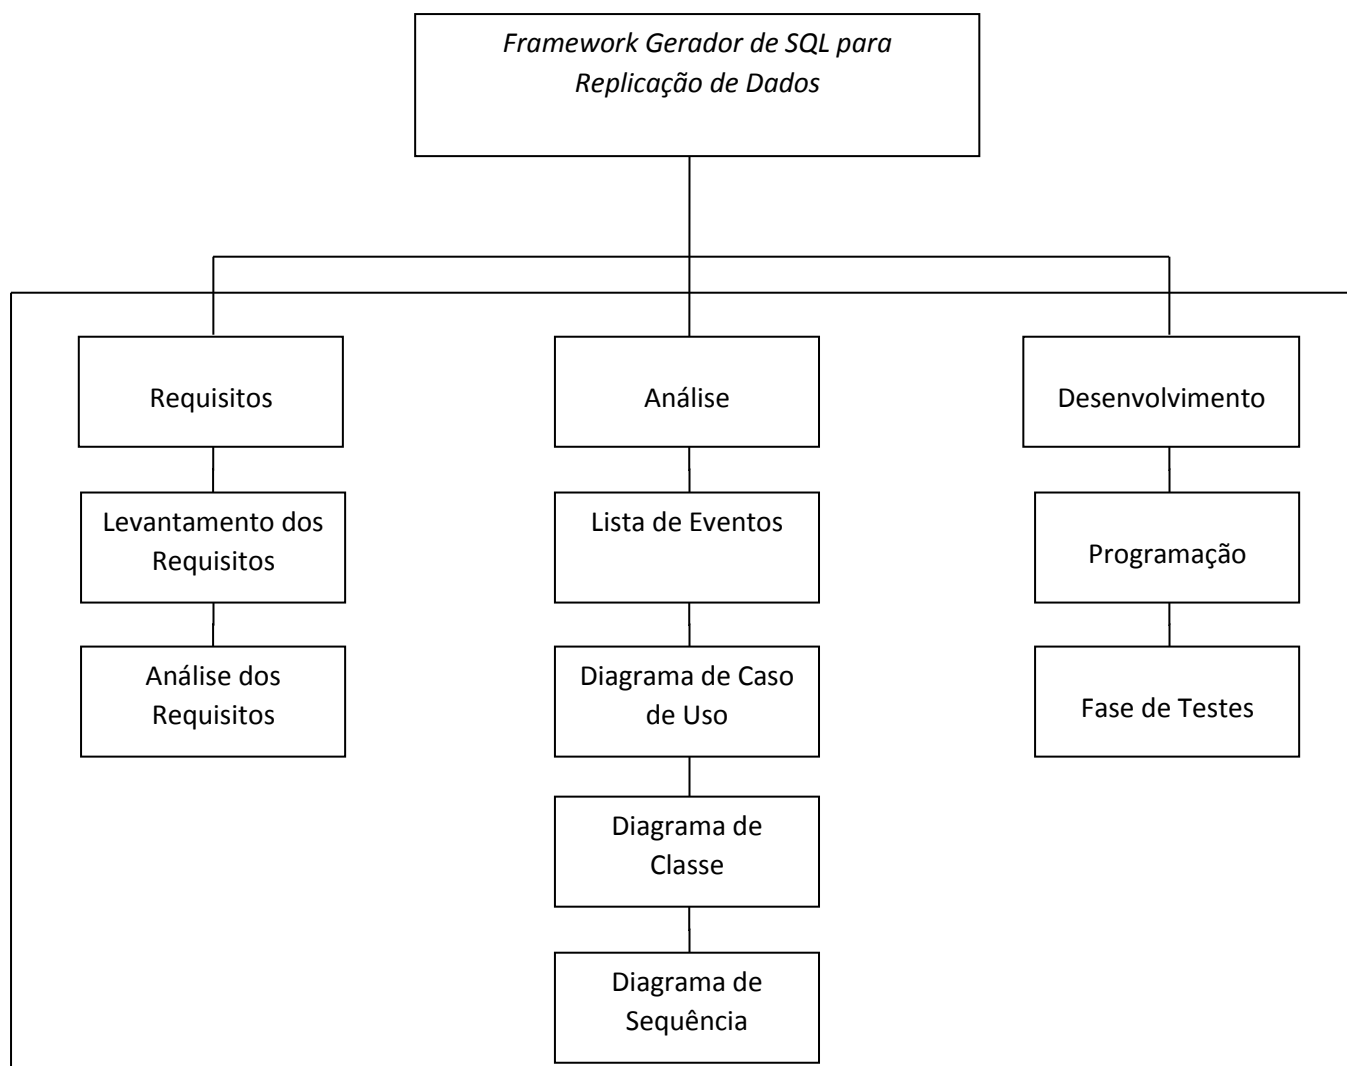 Framework Gerador de SQL para
Replicação de Dados
Requisitos
Análise
Desenvolvimento
Levantamento dos
Requisitos
Lista de Eventos
Programação
Análise dos
Requisitos
Diagrama de Caso
de Uso
Fase de Testes
Diagrama de
Classe
Diagrama de
Sequência